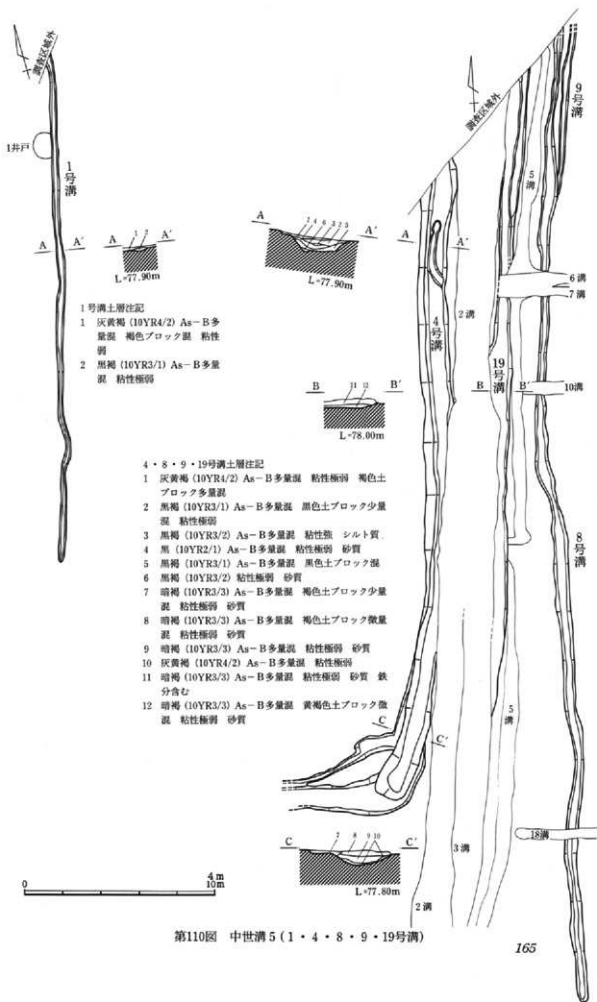 調査区域外
1井戸
1号溝
A A'
1 2
A A'
L=77.90m
1号溝土層注記
1 灰黄褐 (10YR4/2) As-B多
量混 褐色ブロック混 粘性
弱
2 黒褐 (10YR3/1) As-B多量
混 粘性極弱
調査区域外
9号溝
5溝
A A'
L=77.90m
A A'
4号溝
2溝
6溝
7溝
19号溝
B B'
11 12
L=78.00m
B B'
10溝
8号溝
4・8・9・19号溝土層注記
1 灰黄褐 (10YR4/2) As-B多量混 粘性極弱 褐色土
ブロック多量混
2 黒褐 (10YR3/1) As-B多量混 黒色土ブロック少量
混 粘性極弱
3 黒褐 (10YR3/2) As-B多量混 粘性強 シルト質
4 黒 (10YR2/1) As-B多量混 粘性極弱 砂質
5 黒褐 (10YR3/1) As-B多量混 黒色土ブロック混
6 黒褐 (10YR3/2) 粘性極弱 砂質
7 暗褐 (10YR3/3) As-B多量混 褐色土ブロック少量
混 粘性極弱 砂質
8 暗褐 (10YR3/3) As-B多量混 褐色土ブロック微量
混 粘性極弱 砂質
9 暗褐 (10YR3/3) As-B多量混 粘性極弱 砂質
10 灰黄褐 (10YR4/2) As-B多量混 粘性極弱
11 暗褐 (10YR3/3) As-B多量混 粘性極弱 砂質 鉄
分含む
12 暗褐 (10YR3/3) As-B多量混 黄褐色土ブロック微
混 粘性極弱 砂質
C C'
5溝
18溝
C C'
7 8 9 10
L=77.80m
2溝
3溝
0 4m
10m
第110図 中世溝5 (1・4・8・9・19号溝)
165